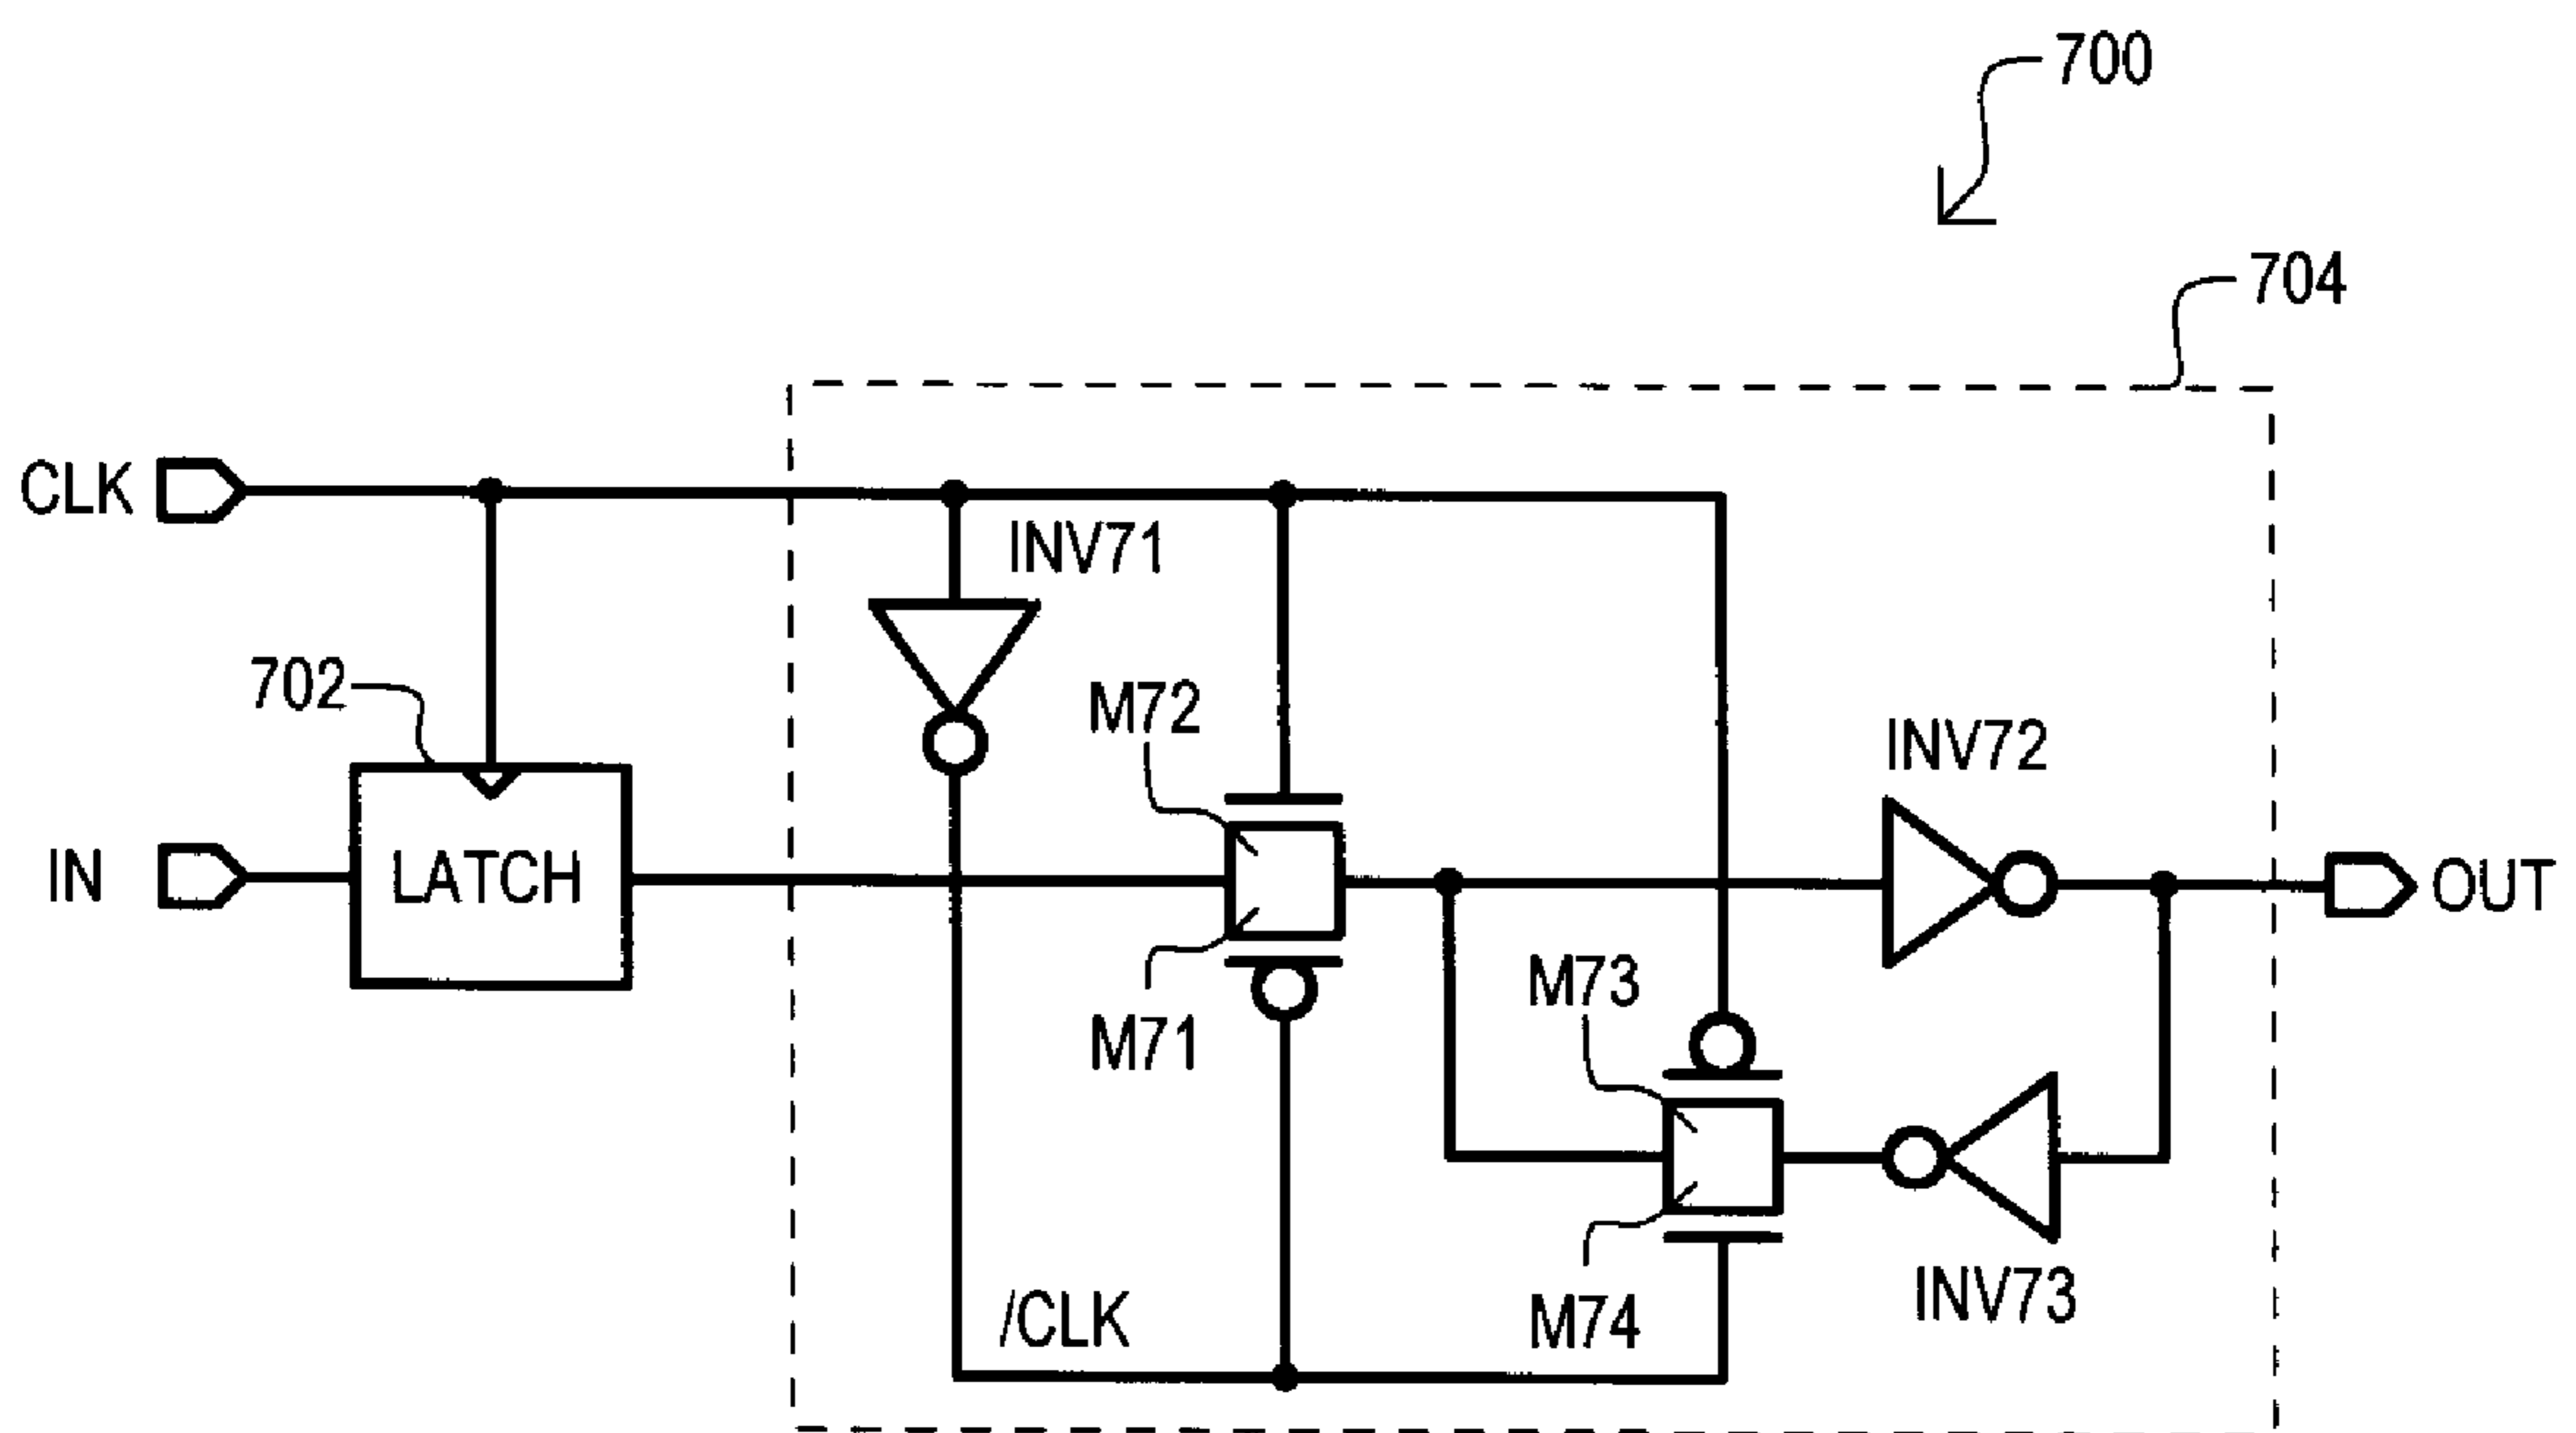 700
704
CLK
INV71
702
M72
INV72
IN
LATCH
OUT
M73
M71
/CLK
M74
INV73